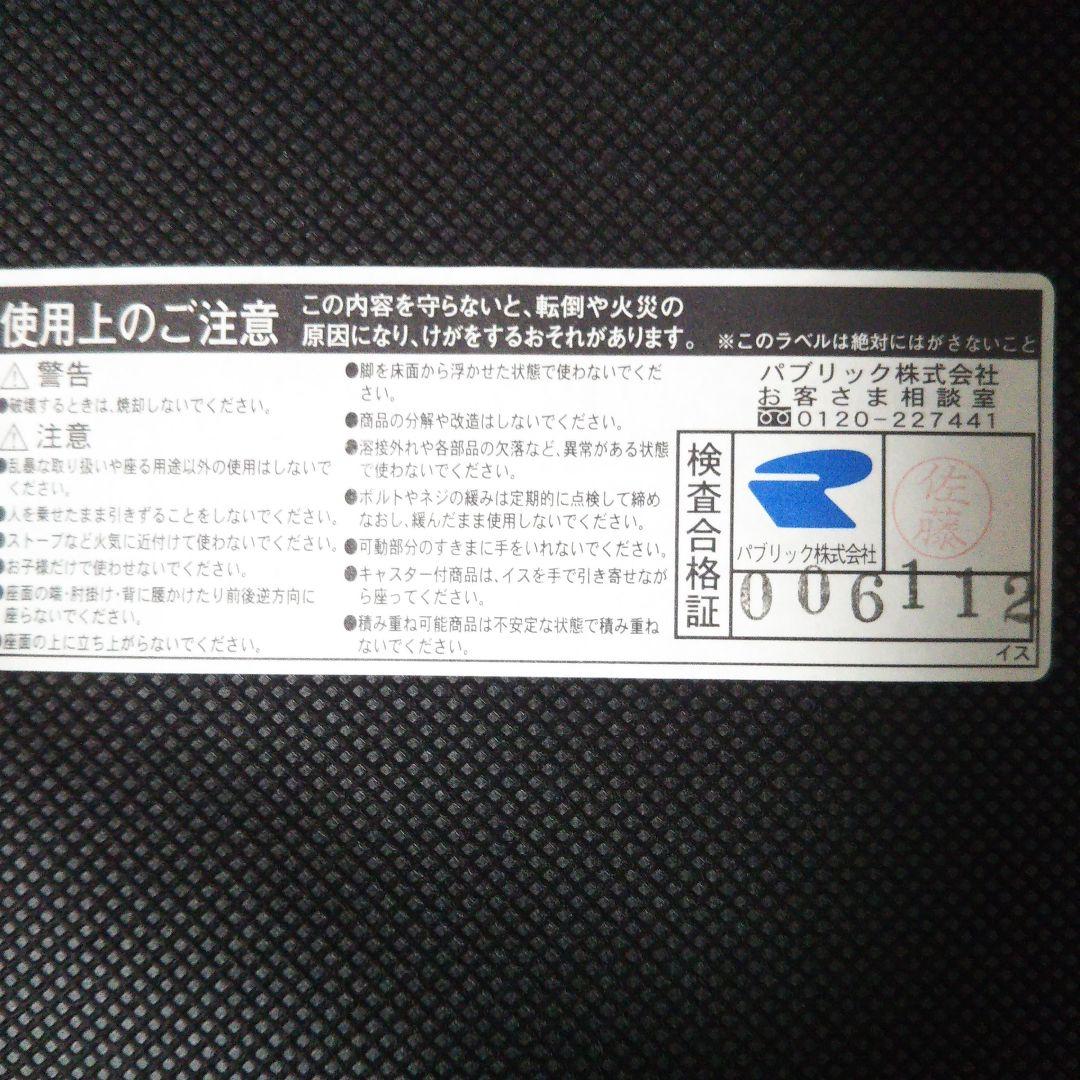 使用上のご注意
この内容を守らないと、転倒や火災の
原因になり、けがをするおそれがあります。
※このラベルは絶対にはがさないこと
警告
●破壊するときは、焼却しないでください。
注意
●乱暴な取り扱いや座る用途以外の使用はしないで
ください。
●人を乗せたまま引きずることをしないでください。
●ストーブなど火気に近付けて使わないでください。
●お子様だけで使わせないでください。
●座面の端・肘掛け・背に腰かけたり前後逆方向に
座らないでください。
●座面の上に立ち上がらないでください。
●脚を床面から浮かせた状態で使わないでくだ
さい。
●商品の分解や改造はしないでください。
●溶接外れや各部品の欠落など、異常がある状態
で使わないでください。
●ボルトやネジの緩みは定期的に点検して締め
なおし、緩んだまま使用しないでください。
●可動部分のすきまに手をいれないでください。
●キャスター付商品は、イスを手で引き寄せなが
ら座ってください。
●積み重ね可能商品は不安定な状態で積み重ね
ないでください。
パブリック株式会社
お客さま相談室
0120-227441
検査合格証
パブリック株式会社
佐藤
006112
イス